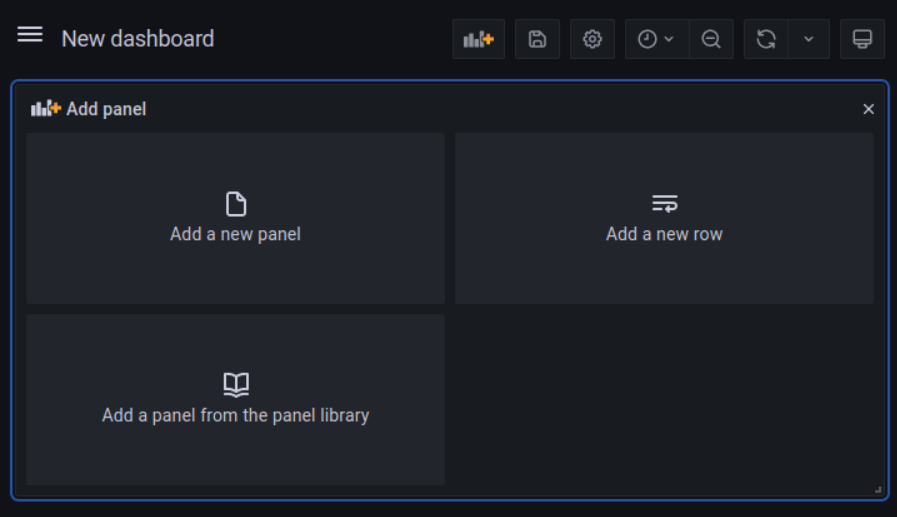 New dashboard
Add panel
Add a new panel
Add a new row
Add a panel from the panel library